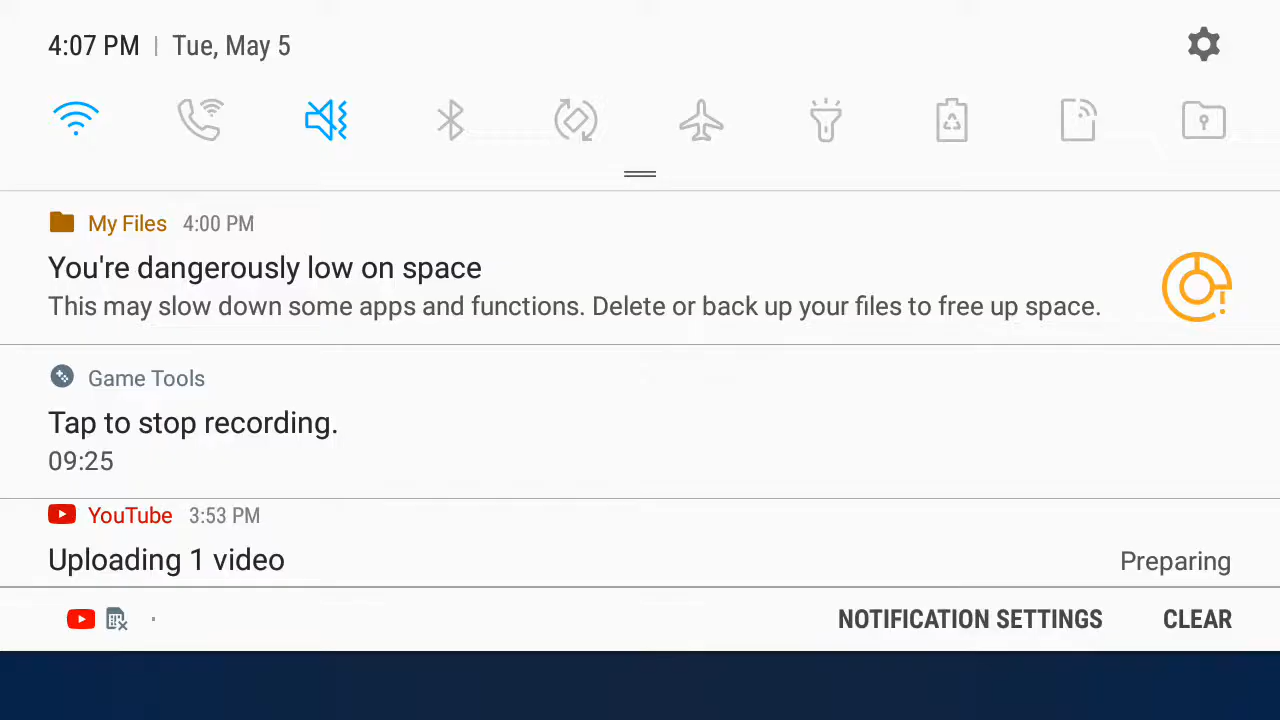 4:07 PM | Tue, May 5
My Files 4:00 PM
You're dangerously low on space
This may slow down some apps and functions. Delete or back up your files to free up space.
Game Tools
Tap to stop recording.
09:25
YouTube 3:53 PM
Uploading 1 video Preparing
NOTIFICATION SETTINGS CLEAR